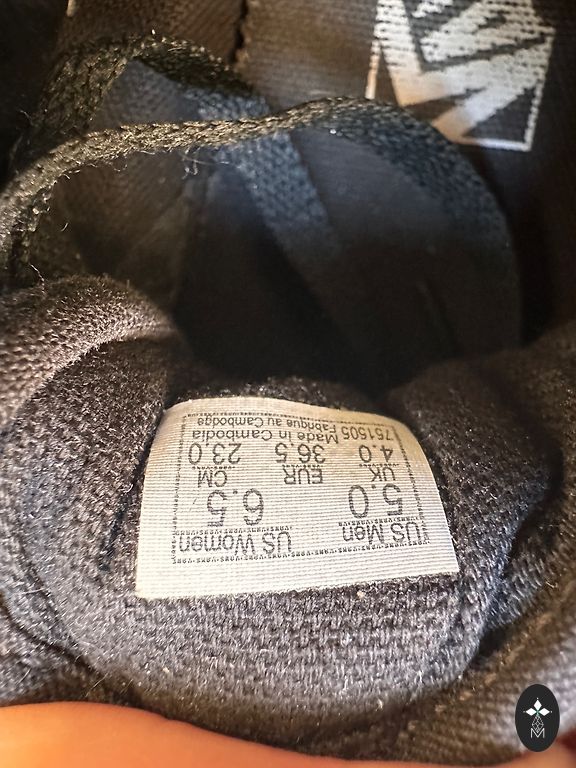 US Men US Women
5.0 6.5
UK EUR CM
4.0 36.5 23.0
751505 Made in Cambodia
Fabriqué au Cambodge
M